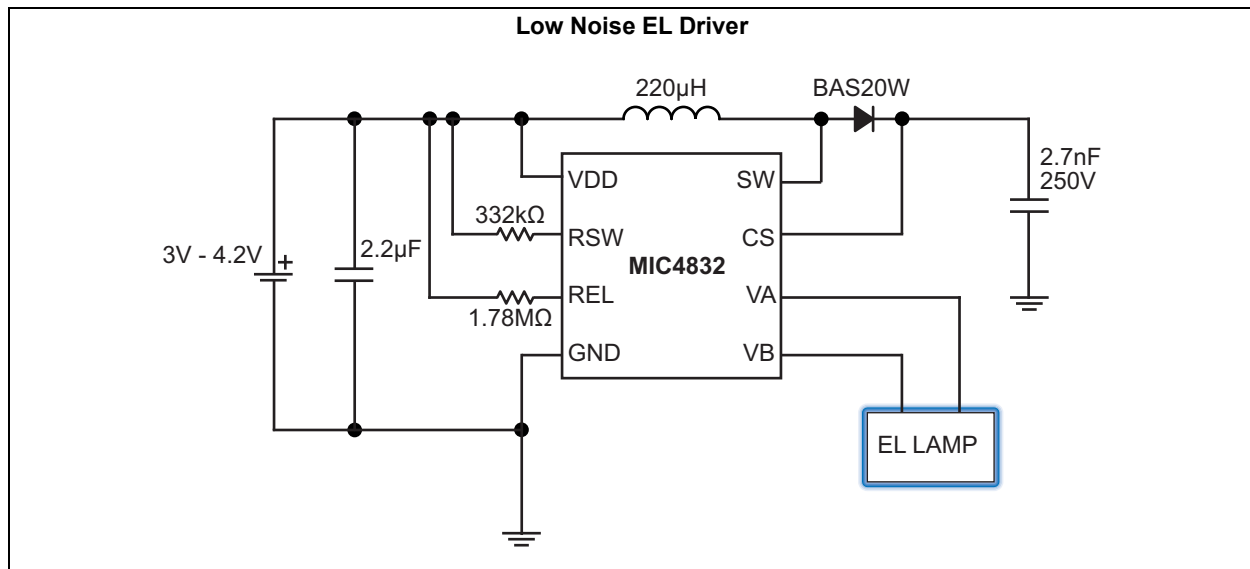 Low Noise EL Driver
220µH
BAS20W
2.7nF
250V
VDD
SW
332kΩ
RSW
CS
3V - 4.2V
+
2.2µF
MIC4832
REL
VA
1.78MΩ
GND
VB
EL LAMP